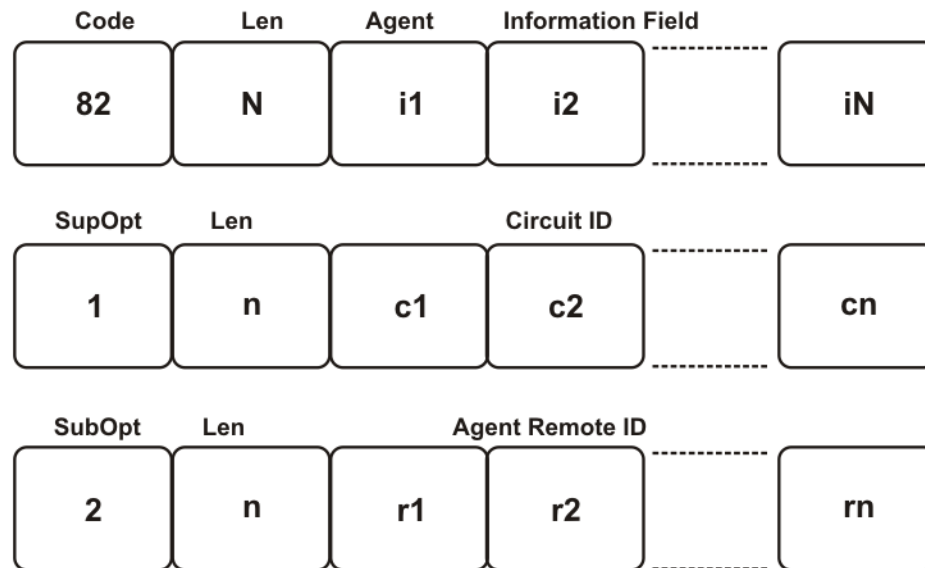 Code Len Agent Information Field
82 N i1 i2 iN
SupOpt Len Circuit ID
1 n c1 c2 cn
SubOpt Len Agent Remote ID
2 n r1 r2 rn